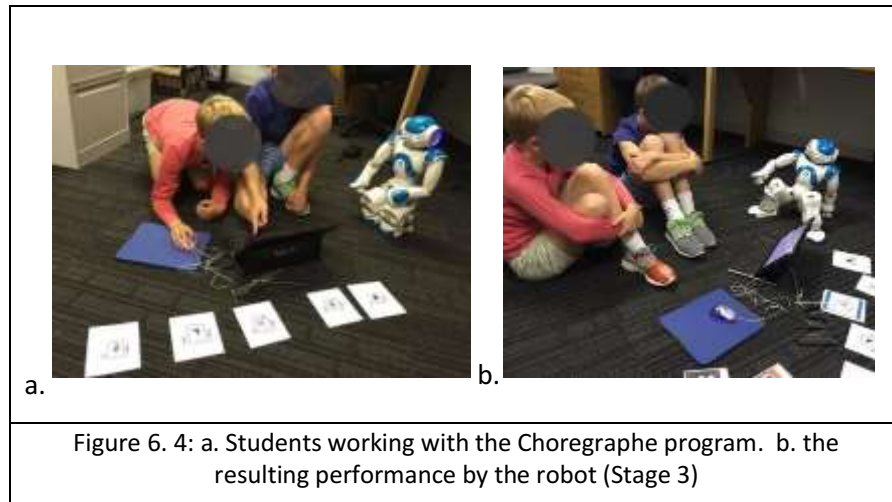 a.
b.
Figure 6. 4: a. Students working with the Choregraphe program. b. the
resulting performance by the robot (Stage 3)